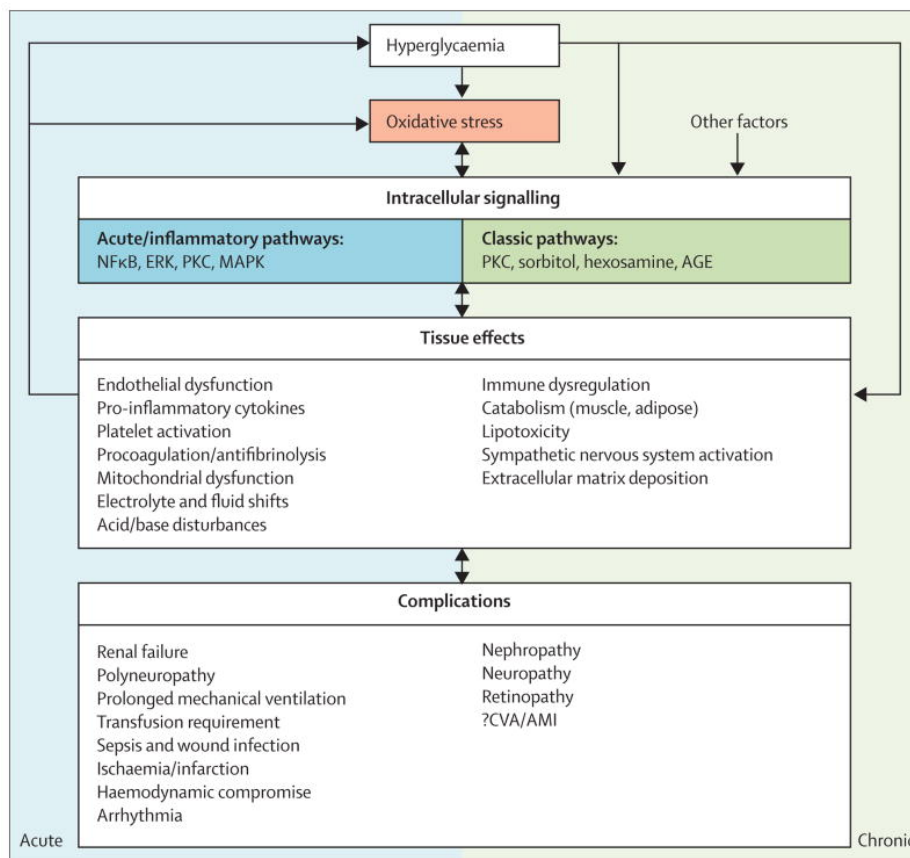 Hyperglycaemia
Oxidative stress
Other factors
Intracellular signalling
Acute/inflammatory pathways:
NFκB, ERK, PKC, MAPK
Classic pathways:
PKC, sorbitol, hexosamine, AGE
Tissue effects
Endothelial dysfunction
Pro-inflammatory cytokines
Platelet activation
Procoagulation/antifibrinolysis
Mitochondrial dysfunction
Electrolyte and fluid shifts
Acid/base disturbances
Immune dysregulation
Catabolism (muscle, adipose)
Lipotoxicity
Sympathetic nervous system activation
Extracellular matrix deposition
Complications
Renal failure
Polyneuropathy
Prolonged mechanical ventilation
Transfusion requirement
Sepsis and wound infection
Ischaemia/infarction
Haemodynamic compromise
Arrhythmia
Nephropathy
Neuropathy
Retinopathy
?CVA/AMI
Acute
Chronic